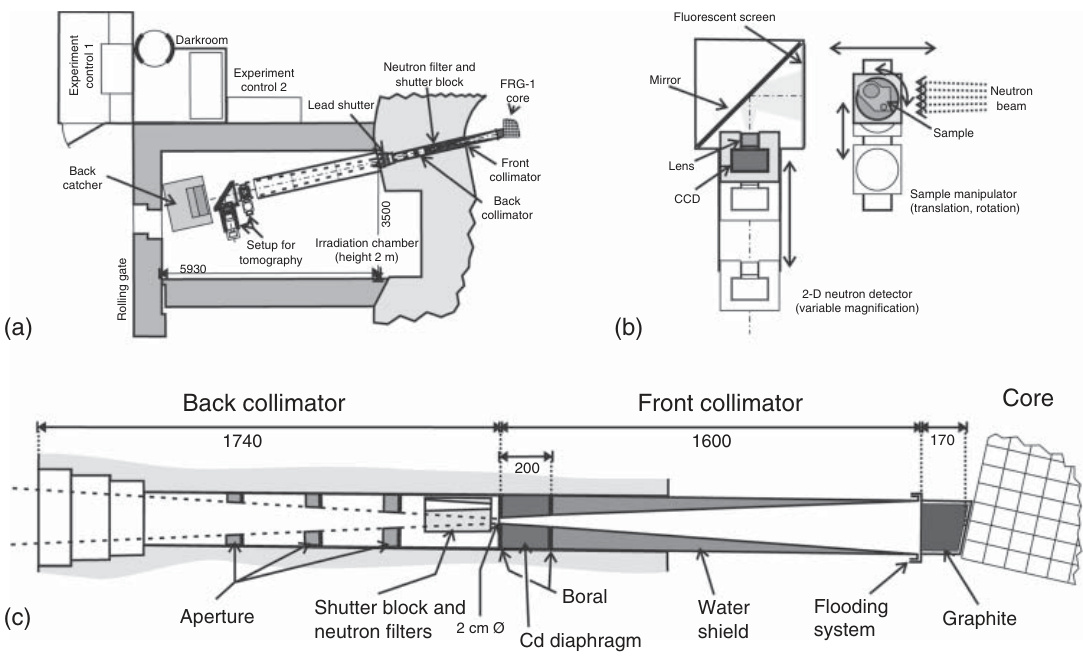 Experiment
control 1
Darkroom
Experiment
control 2
Neutron filter and
shutter block
FRG-1
core
Lead shutter
Back
catcher
Front
collimator
Back
collimator
3500
Setup for
tomography
Irradiation chamber
(height 2 m)
5930
Rolling gate
(a)
Fluorescent screen
Mirror
Neutron
beam
Sample
Lens
CCD
Sample manipulator
(translation, rotation)
2-D neutron detector
(variable magnification)
(b)
Back collimator
Front collimator
Core
1740
1600
170
200
Aperture
Shutter block and
neutron filters
2 cm Ø
Boral
Cd diaphragm
Water
shield
Flooding
system
Graphite
(c)